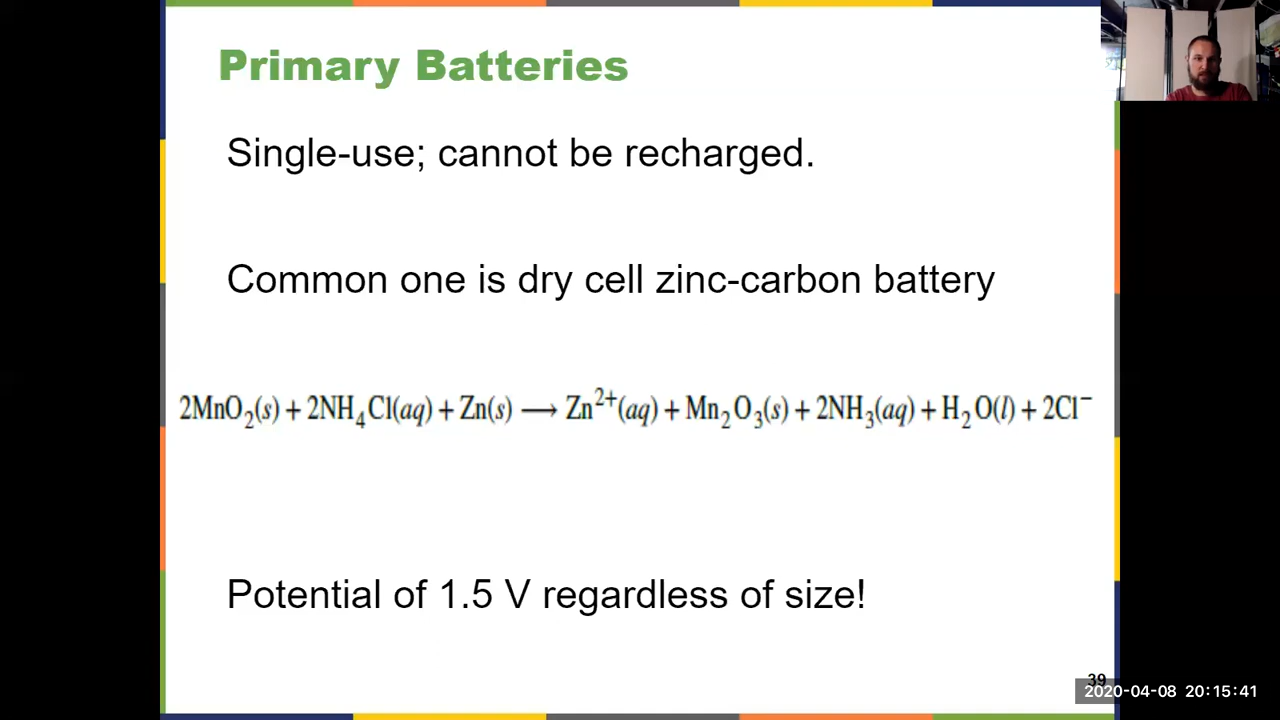 Primary Batteries
Single-use; cannot be recharged.
Common one is dry cell zinc-carbon battery
2MnO₂(s) + 2NH₄Cl(aq) + Zn(s) ⟶ Zn²⁺(aq) + Mn₂O₃(s) + 2NH₃(aq) + H₂O(l) + 2Cl⁻
Potential of 1.5 V regardless of size!
39
2020-04-08 20:15:41